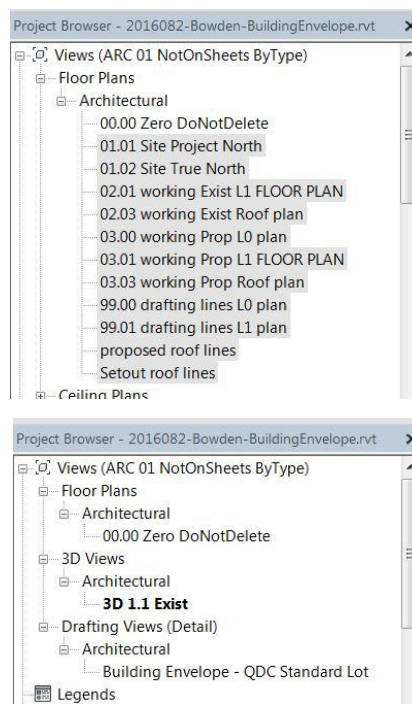 Project Browser - 2016082-Bowden-BuildingEnvelope.rvt
Views (ARC 01 NotOnSheets ByType)
Floor Plans
Architectural
00.00 Zero DoNotDelete
01.01 Site Project North
01.02 Site True North
02.01 working Exist L1 FLOOR PLAN
02.03 working Exist Roof plan
03.00 working Prop L0 plan
03.01 working Prop L1 FLOOR PLAN
03.03 working Prop Roof plan
99.00 drafting lines L0 plan
99.01 drafting lines L1 plan
proposed roof lines
Setout roof lines
Ceiling Plans
Project Browser - 2016082-Bowden-BuildingEnvelope.rvt
Views (ARC 01 NotOnSheets ByType)
Floor Plans
Architectural
00.00 Zero DoNotDelete
3D Views
Architectural
3D 1.1 Exist
Drafting Views (Detail)
Architectural
Building Envelope - QDC Standard Lot
Legends